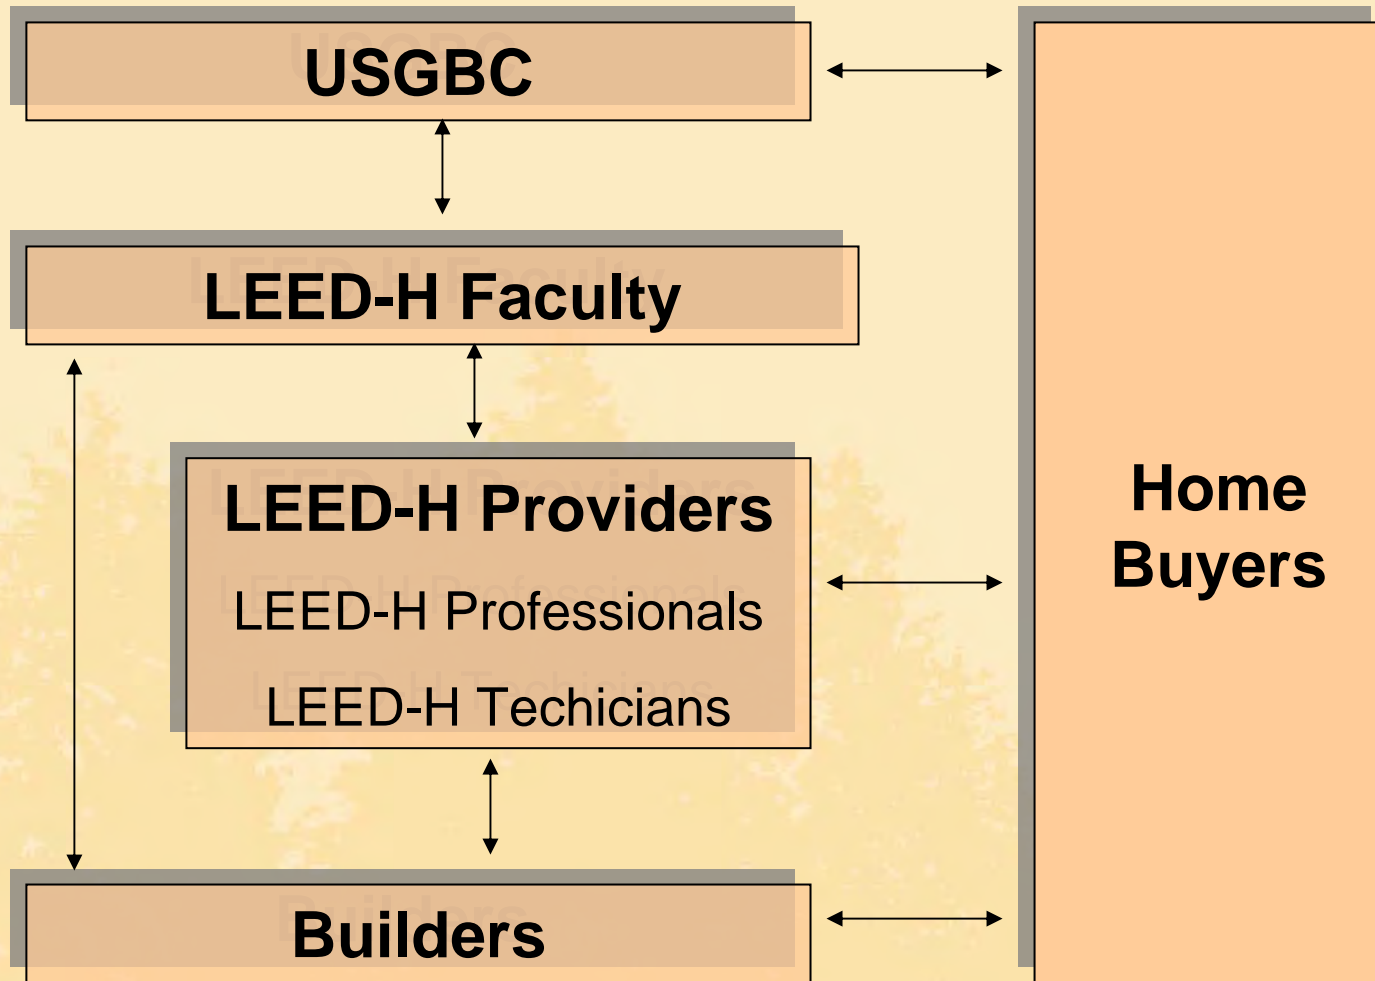 USGBC
LEED-H Faculty
LEED-H Providers
LEED-H Professionals
LEED-H Techicians
Builders
Home
Buyers